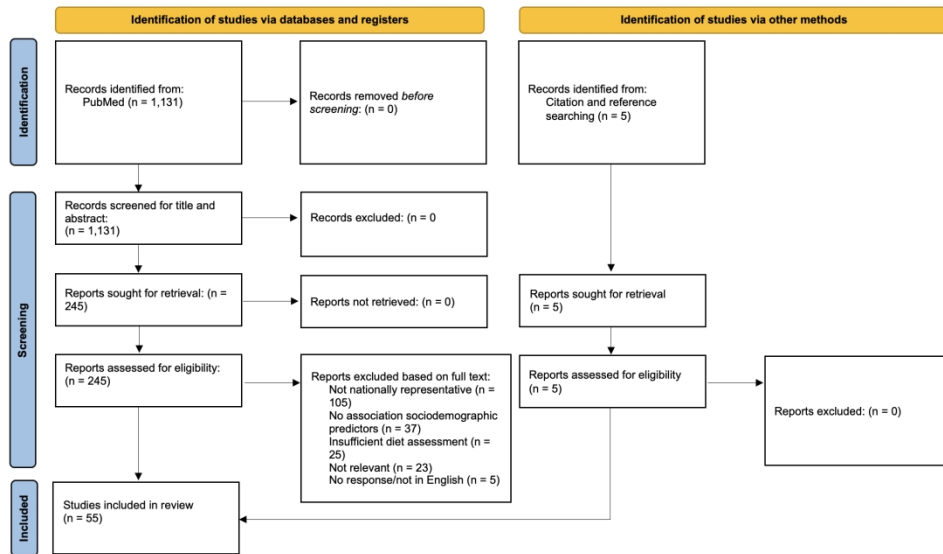 Identification of studies via databases and registers
Identification of studies via other methods
Identification
Records identified from:
PubMed (n = 1,131)
Records removed before
screening: (n = 0)
Records identified from:
Citation and reference
searching (n = 5)
Screening
Records screened for title and
abstract:
(n = 1,131)
Records excluded: (n = 0
Reports sought for retrieval: (n =
245)
Reports not retrieved: (n = 0)
Reports sought for retrieval
(n = 5)
Reports assessed for eligibility:
(n = 245)
Reports excluded based on full text:
Not nationally representative (n =
105)
No association sociodemographic
predictors (n = 37)
Insufficient diet assessment (n =
25)
Not relevant (n = 23)
No response/not in English (n = 5)
Reports assessed for eligibility
(n = 5)
Reports excluded: (n = 0)
Included
Studies included in review
(n = 55)